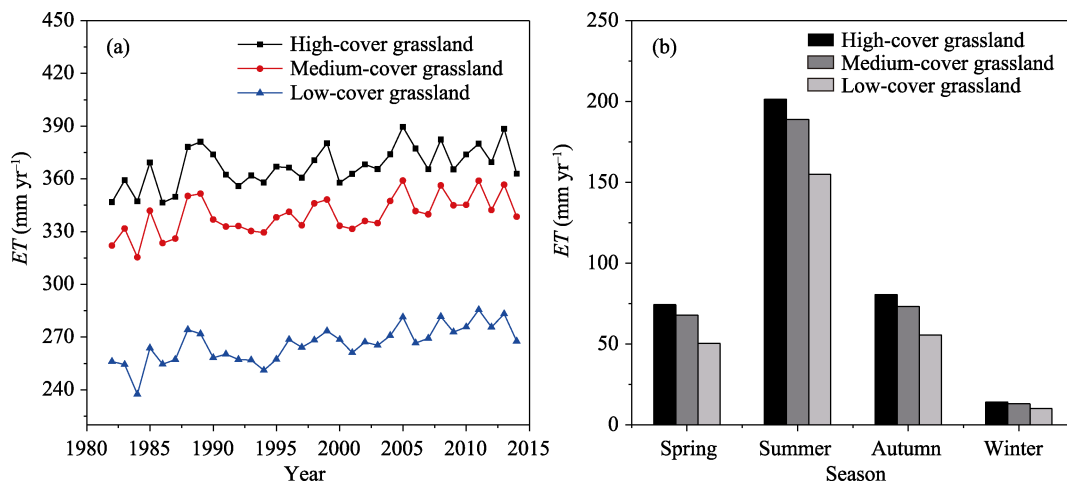 (a)
High-cover grassland
Medium-cover grassland
Low-cover grassland
450
420
390
360
330
300
270
240
ET (mm yr⁻¹)
1980 1985 1990 1995 2000 2005 2010 2015
Year
(b)
High-cover grassland
Medium-cover grassland
Low-cover grassland
250
200
150
100
50
0
ET (mm yr⁻¹)
Spring Summer Autumn Winter
Season